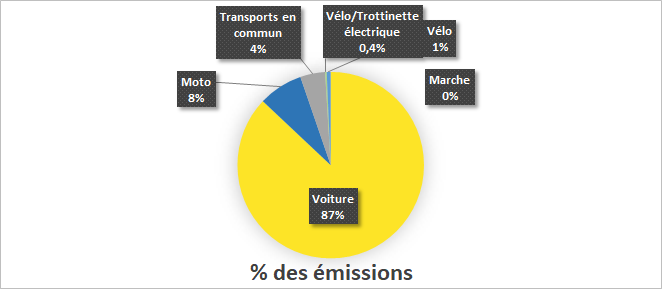 Transports en
commun
4%
Vélo/Trottinette
électrique
0,4%
Vélo
1%
Moto
8%
Marche
0%
Voiture
87%
% des émissions